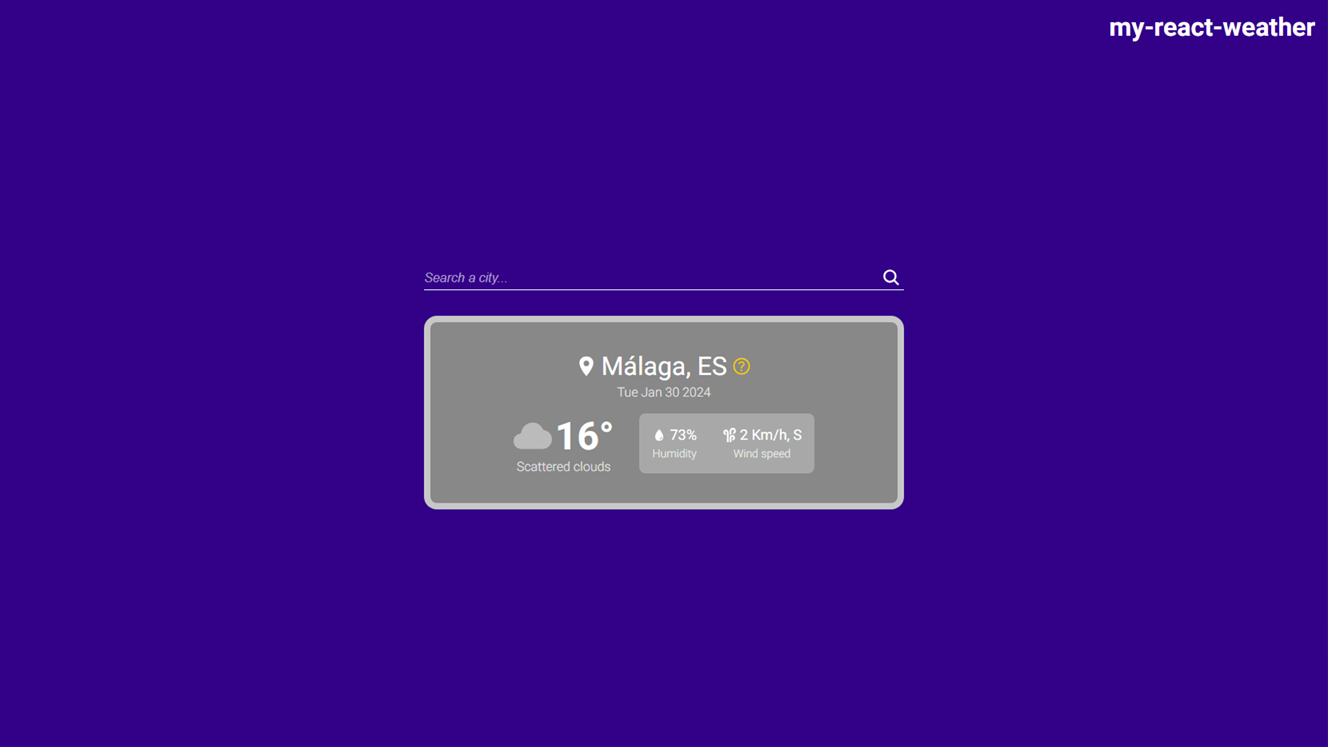 my-react-weather
Search a city...
Málaga, ES ?
Tue Jan 30 2024
16°
Scattered clouds
73%
Humidity
2 Km/h, S
Wind speed